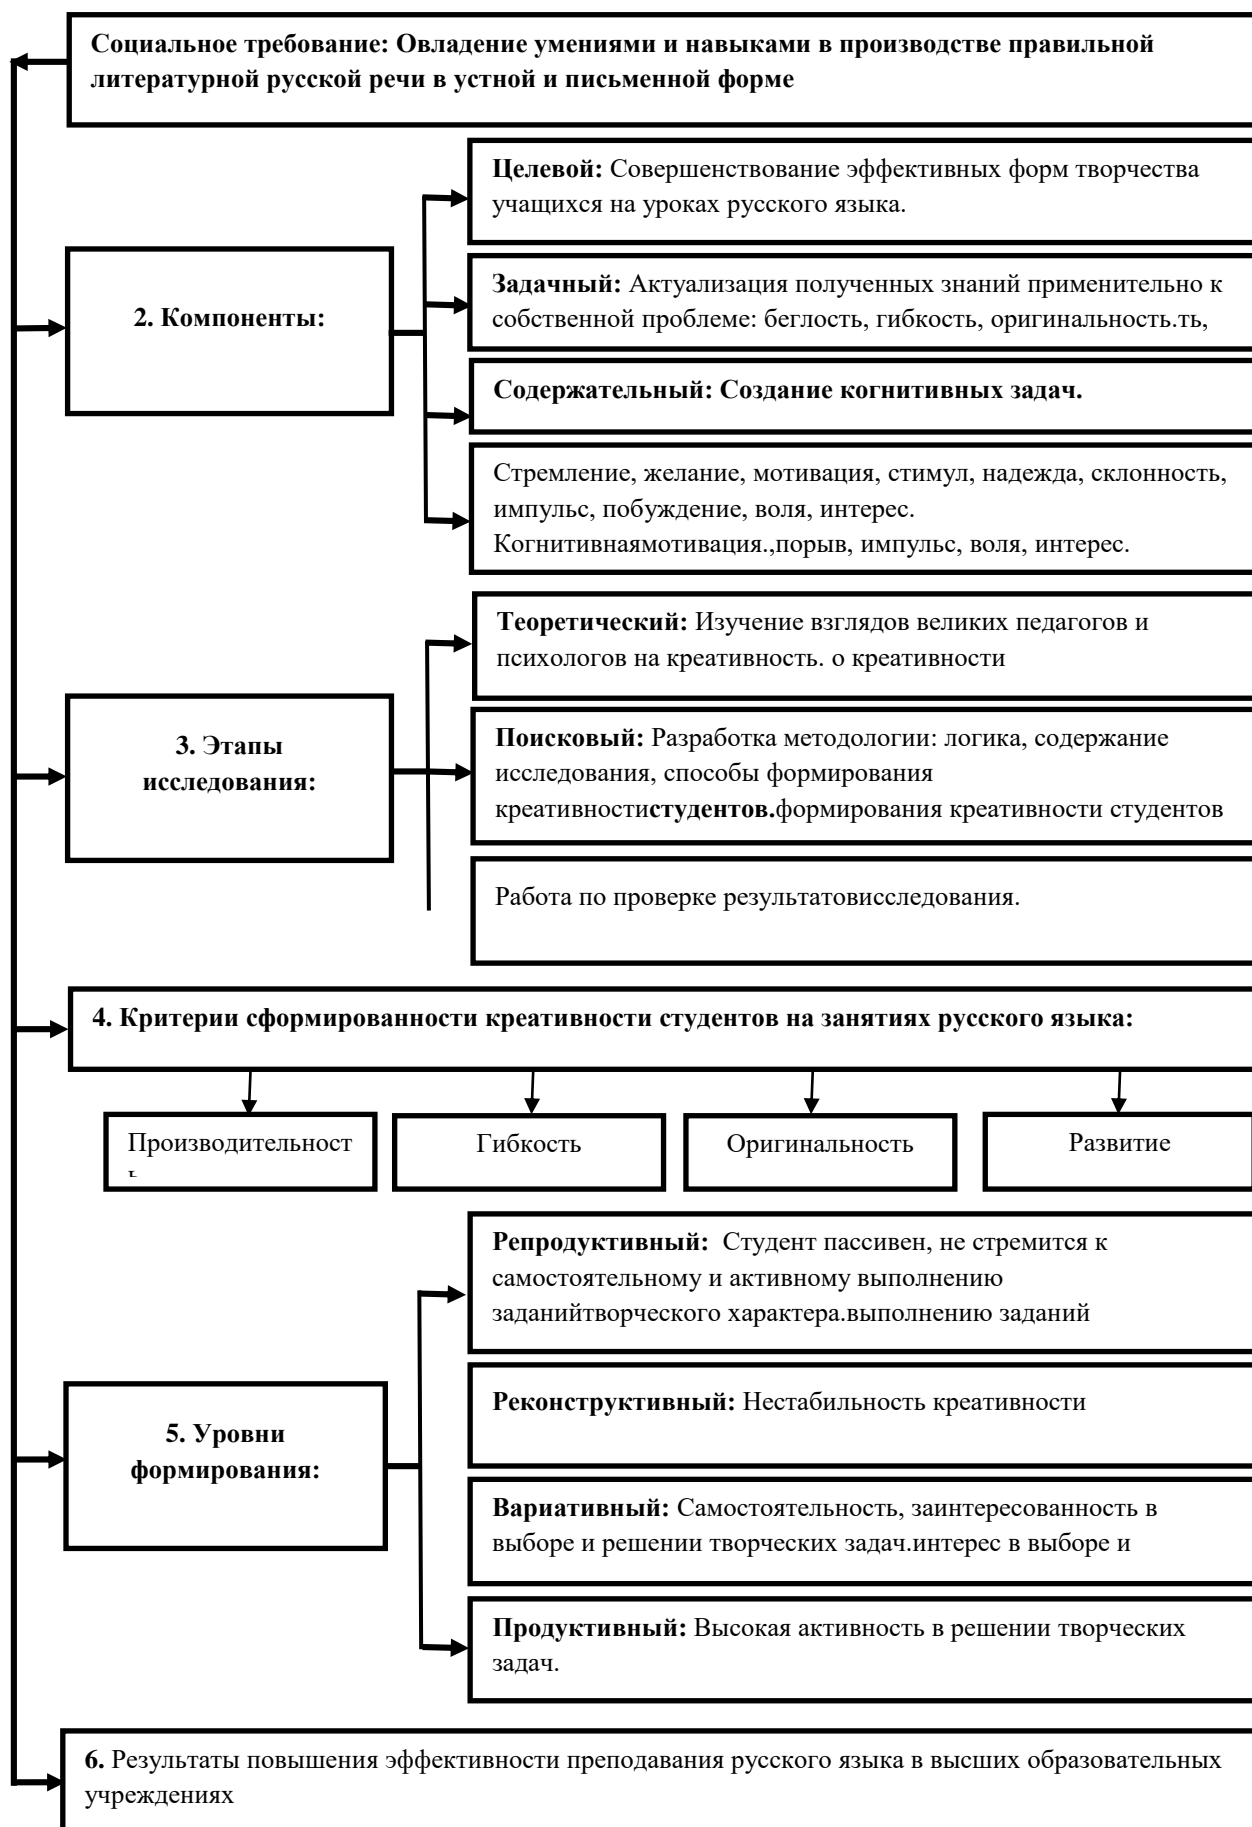 Социальное требование: Овладение умениями и навыками в производстве правильной
литературной русской речи в устной и письменной форме
Целевой: Совершенствование эффективных форм творчества
учащихся на уроках русского языка.
2. Компоненты:
Задачный: Актуализация полученных знаний применительно к
собственной проблеме: беглость, гибкость, оригинальность.ть,
Содержательный: Создание когнитивных задач.
Стремление, желание, мотивация, стимул, надежда, склонность,
импульс, побуждение, воля, интерес.
Когнитивнаямотивация.,порыв, импульс, воля, интерес.
Теоретический: Изучение взглядов великих педагогов и
психологов на креативность. о креативности
3. Этапы
исследования:
Поисковый: Разработка методологии: логика, содержание
исследования, способы формирования
креативностистудентов.формирования креативности студентов
Работа по проверке результатовисследования.
4. Критерии сформированности креативности студентов на занятиях русского языка:
Производительност
ь
Гибкость
Оригинальность
Развитие
Репродуктивный:  Студент пассивен, не стремится к
самостоятельному и активному выполнению
заданийтворческого характера.выполнению заданий
Реконструктивный: Нестабильность креативности
5. Уровни
формирования:
Вариативный: Самостоятельность, заинтересованность в
выборе и решении творческих задач.интерес в выборе и
Продуктивный: Высокая активность в решении творческих
задач.
6. Результаты повышения эффективности преподавания русского языка в высших образовательных
учреждениях